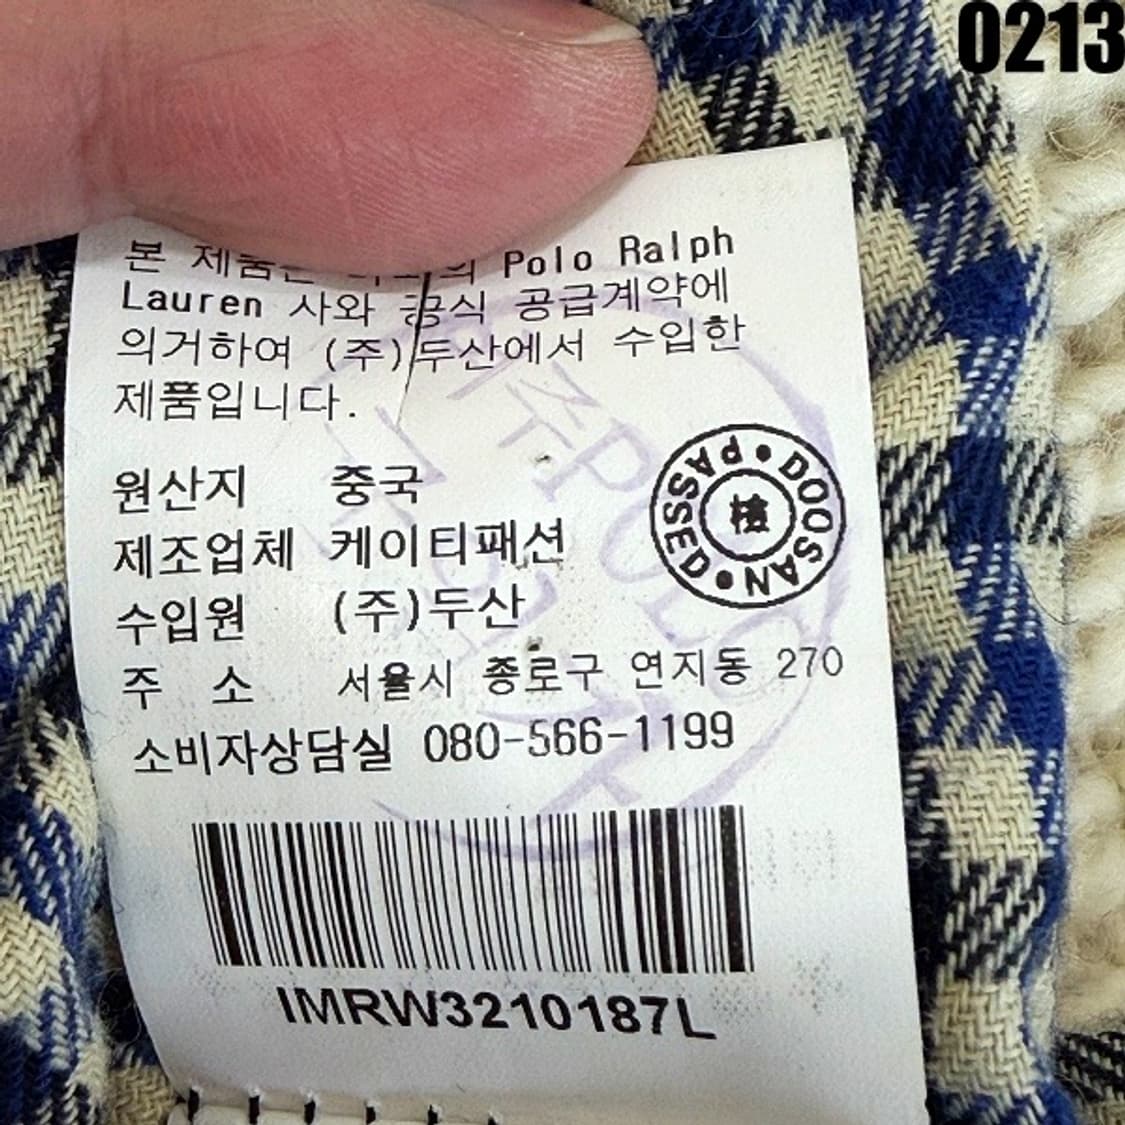 0213
본 제품은 Polo Ralph
Lauren 사와 공식 공급계약에
의거하여 (주)두산에서 수입한
제품입니다.
원산지 중국
제조업체 케이티패션
수입원 (주)두산
주 소 서울시 종로구 연지동 270
소비자상담실 080-566-1199
PASSED • DOOSAN •
檢
IMRW3210187L